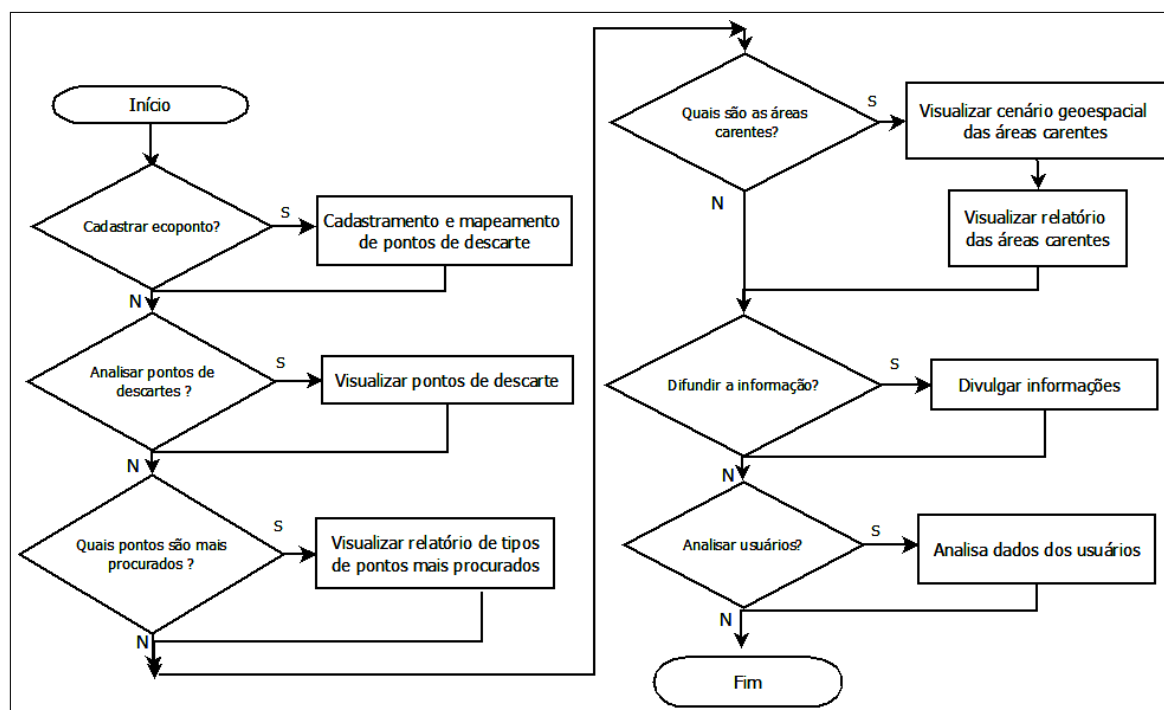 Início
Cadastrar ecoponto?
S
Cadastramento e mapeamento
de pontos de descarte
N
Analisar pontos de
descartes ?
S
Visualizar pontos de descarte
N
Quais pontos são mais
procurados ?
S
Visualizar relatório de tipos
de pontos mais procurados
N
Quais são as áreas
carentes?
S
Visualizar cenário geoespacial
das áreas carentes
Visualizar relatório
das áreas carentes
N
Difundir a informação?
S
Divulgar informações
N
Analisar usuários?
S
Analisa dados dos usuários
N
Fim